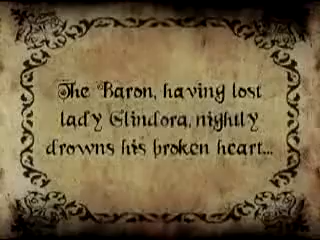 The Baron, having lost
lady Elindora, nightly
drowns his broken heart...